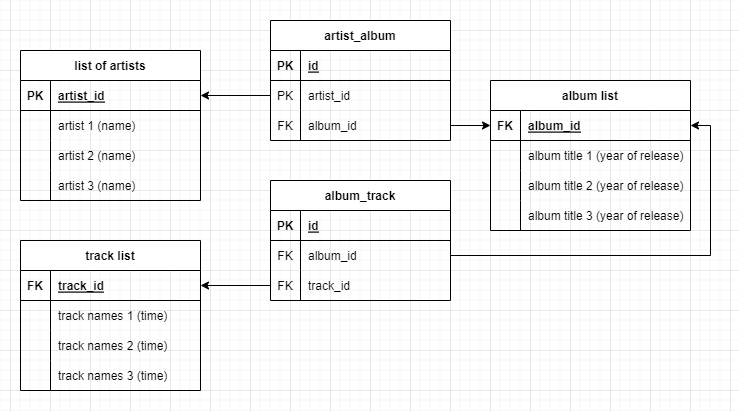 artist_album
PK id
PK artist_id
FK album_id
list of artists
PK artist_id
artist 1 (name)
artist 2 (name)
artist 3 (name)
album list
FK album_id
album title 1 (year of release)
album title 2 (year of release)
album title 3 (year of release)
album_track
PK id
FK album_id
FK track_id
track list
FK track_id
track names 1 (time)
track names 2 (time)
track names 3 (time)